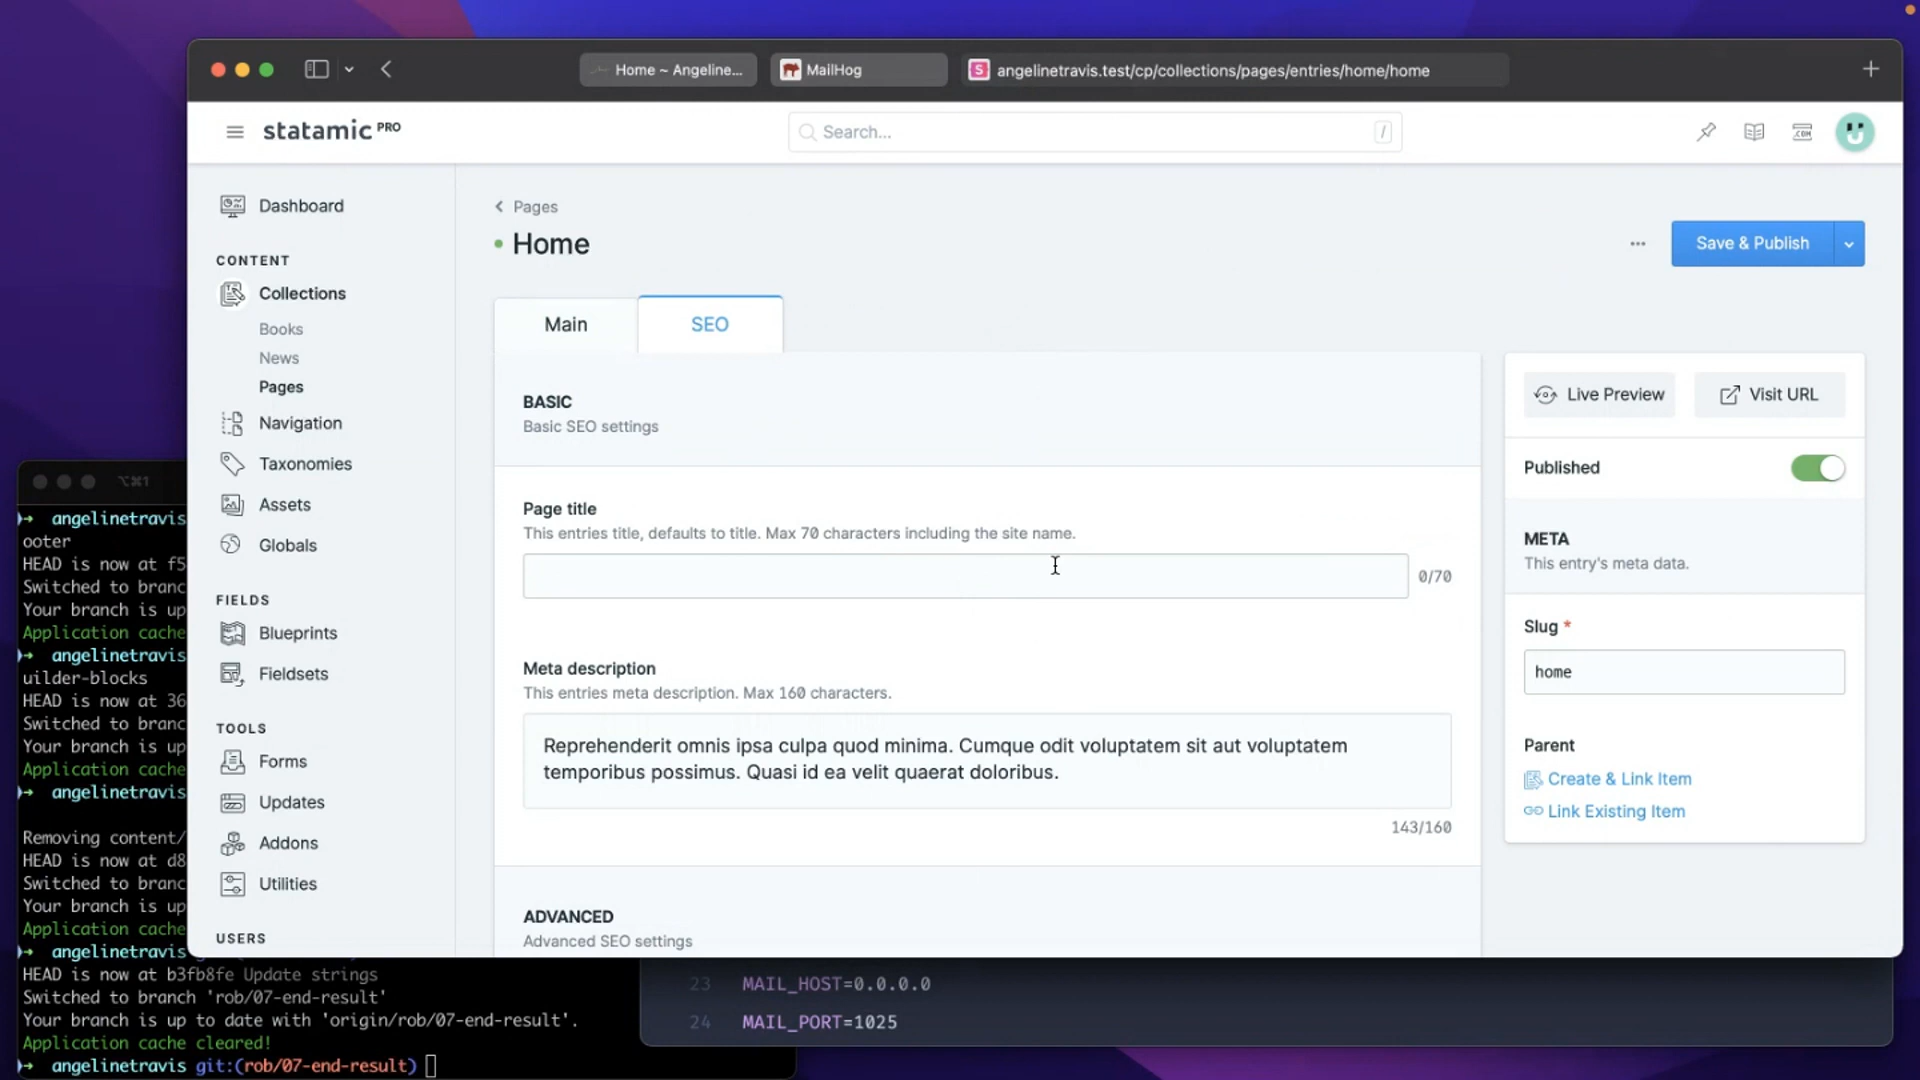 Home ~ Angeline...
MailHog
angelinetravis.test/cp/collections/pages/entries/home/home
statamic PRO
Search...
/
.COM
Dashboard
CONTENT
Collections
Books
News
Pages
Navigation
Taxonomies
Assets
Globals
FIELDS
Blueprints
Fieldsets
TOOLS
Forms
Updates
Addons
Utilities
USERS
Pages
Home
Save & Publish
Main
SEO
BASIC
Basic SEO settings
Page title
This entries title, defaults to title. Max 70 characters including the site name.
0/70
Meta description
This entries meta description. Max 160 characters.
Reprehenderit omnis ipsa culpa quod minima. Cumque odit voluptatem sit aut voluptatem
temporibus possimus. Quasi id ea velit quaerat doloribus.
143/160
ADVANCED
Advanced SEO settings
Live Preview
Visit URL
Published
META
This entry's meta data.
Slug *
home
Parent
Create & Link Item
Link Existing Item
⌥⌘1
➜ angelinetravis
ooter
HEAD is now at f5
Switched to branc
Your branch is up
Application cache
➜ angelinetravis
uilder-blocks
HEAD is now at 36
Switched to branc
Your branch is up
Application cache
➜ angelinetravis
Removing content/
HEAD is now at d8
Switched to branc
Your branch is up
Application cache
➜ angelinetravis
HEAD is now at b3fb8fe Update strings
Switched to branch 'rob/07-end-result'
Your branch is up to date with 'origin/rob/07-end-result'.
Application cache cleared!
➜ angelinetravis git:(rob/07-end-result)
23 MAIL_HOST=0.0.0.0
24 MAIL_PORT=1025